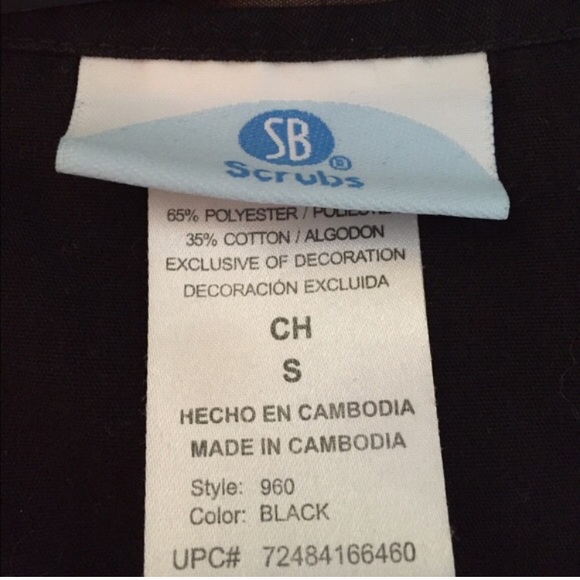 SB®
Scrubs
65% POLYESTER /
35% COTTON / ALGODON
EXCLUSIVE OF DECORATION
DECORACIÓN EXCLUIDA
CH
S
HECHO EN CAMBODIA
MADE IN CAMBODIA
Style: 960
Color: BLACK
UPC# 72484166460